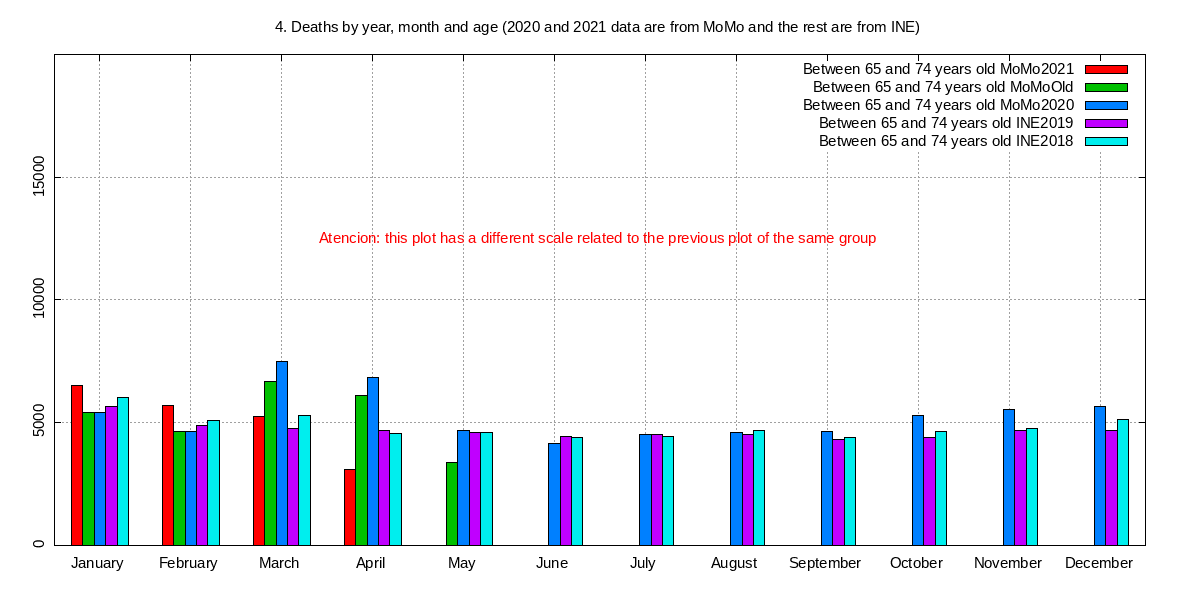 4. Deaths by year, month and age (2020 and 2021 data are from MoMo and the rest are from INE)
Between 65 and 74 years old MoMo2021
Between 65 and 74 years old MoMoOld
Between 65 and 74 years old MoMo2020
Between 65 and 74 years old INE2019
Between 65 and 74 years old INE2018
15000
Atencion: this plot has a different scale related to the previous plot of the same group
10000
5000
0
January February March April May June July August September October November December